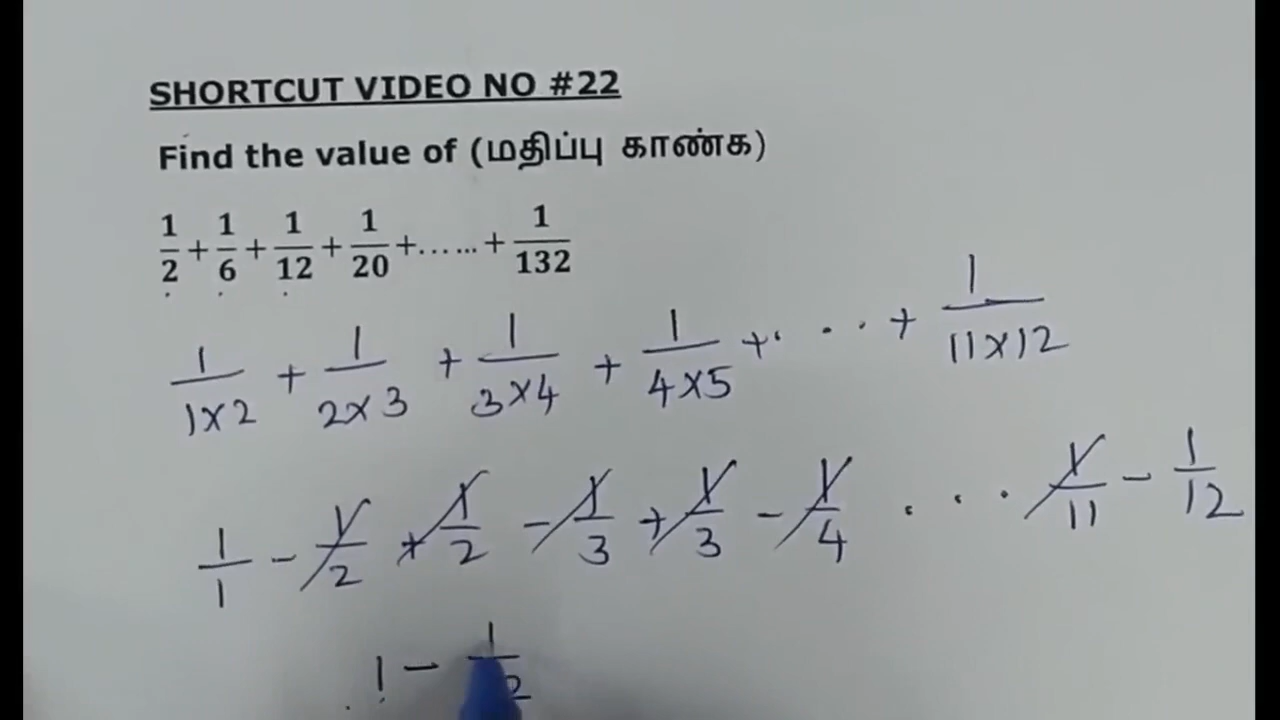 SHORTCUT VIDEO NO #22
Find the value of (மதிப்பு காண்க)
1/2 + 1/6 + 1/12 + 1/20 +...... + 1/132
1/1×2 + 1/2×3 + 1/3×4 + 1/4×5 + ... + 1/11×12
1/1 - 1/2 + 1/2 - 1/3 + 1/3 - 1/4 ... 1/11 - 1/12
1 - 1/2